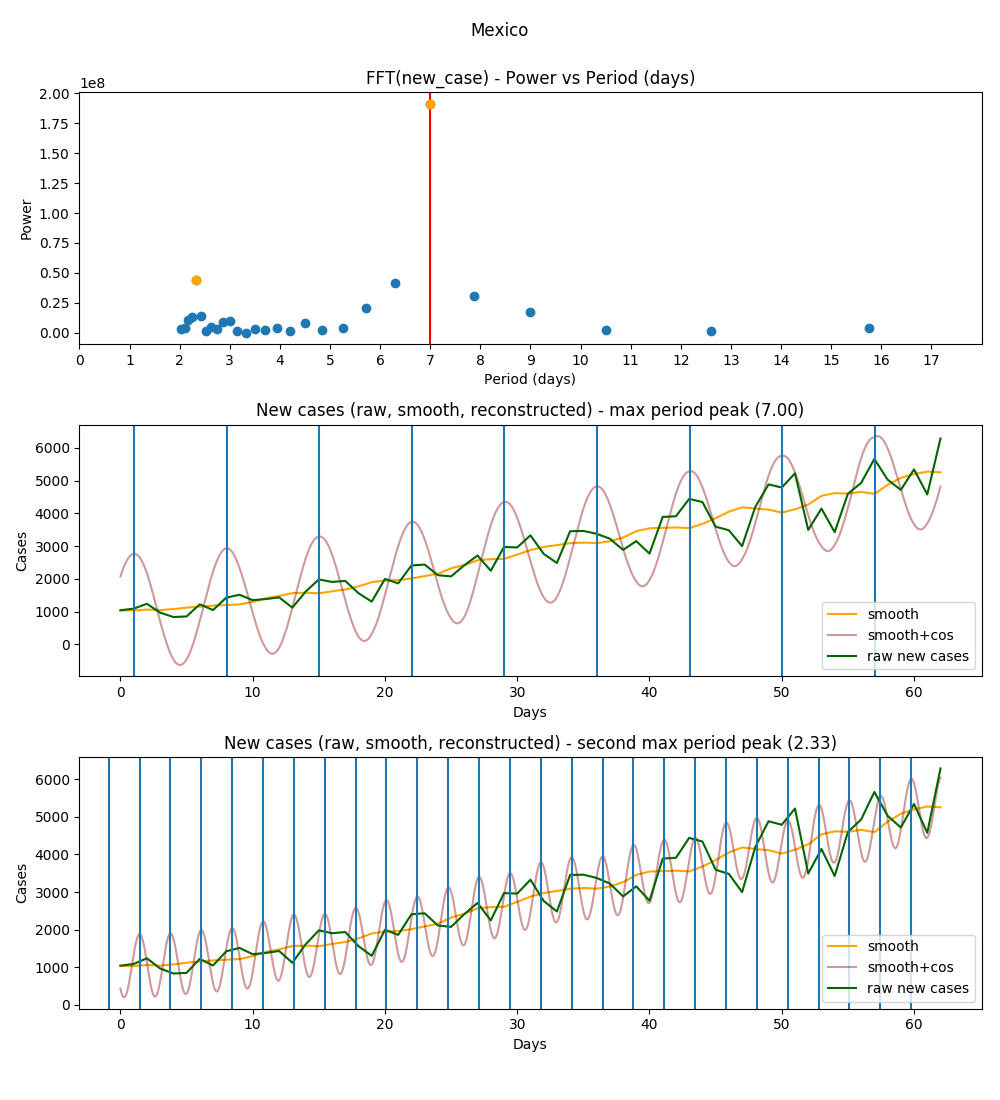 Mexico
FFT(new_case) - Power vs Period (days)
1e8
2.00
1.75
1.50
1.25
1.00
0.75
0.50
0.25
0.00
Power
0 1 2 3 4 5 6 7 8 9 10 11 12 13 14 15 16 17
Period (days)
New cases (raw, smooth, reconstructed) - max period peak (7.00)
6000
5000
4000
3000
2000
1000
0
Cases
smooth
smooth+cos
raw new cases
0 10 20 30 40 50 60
Days
New cases (raw, smooth, reconstructed) - second max period peak (2.33)
6000
5000
4000
3000
2000
1000
0
Cases
smooth
smooth+cos
raw new cases
0 10 20 30 40 50 60
Days